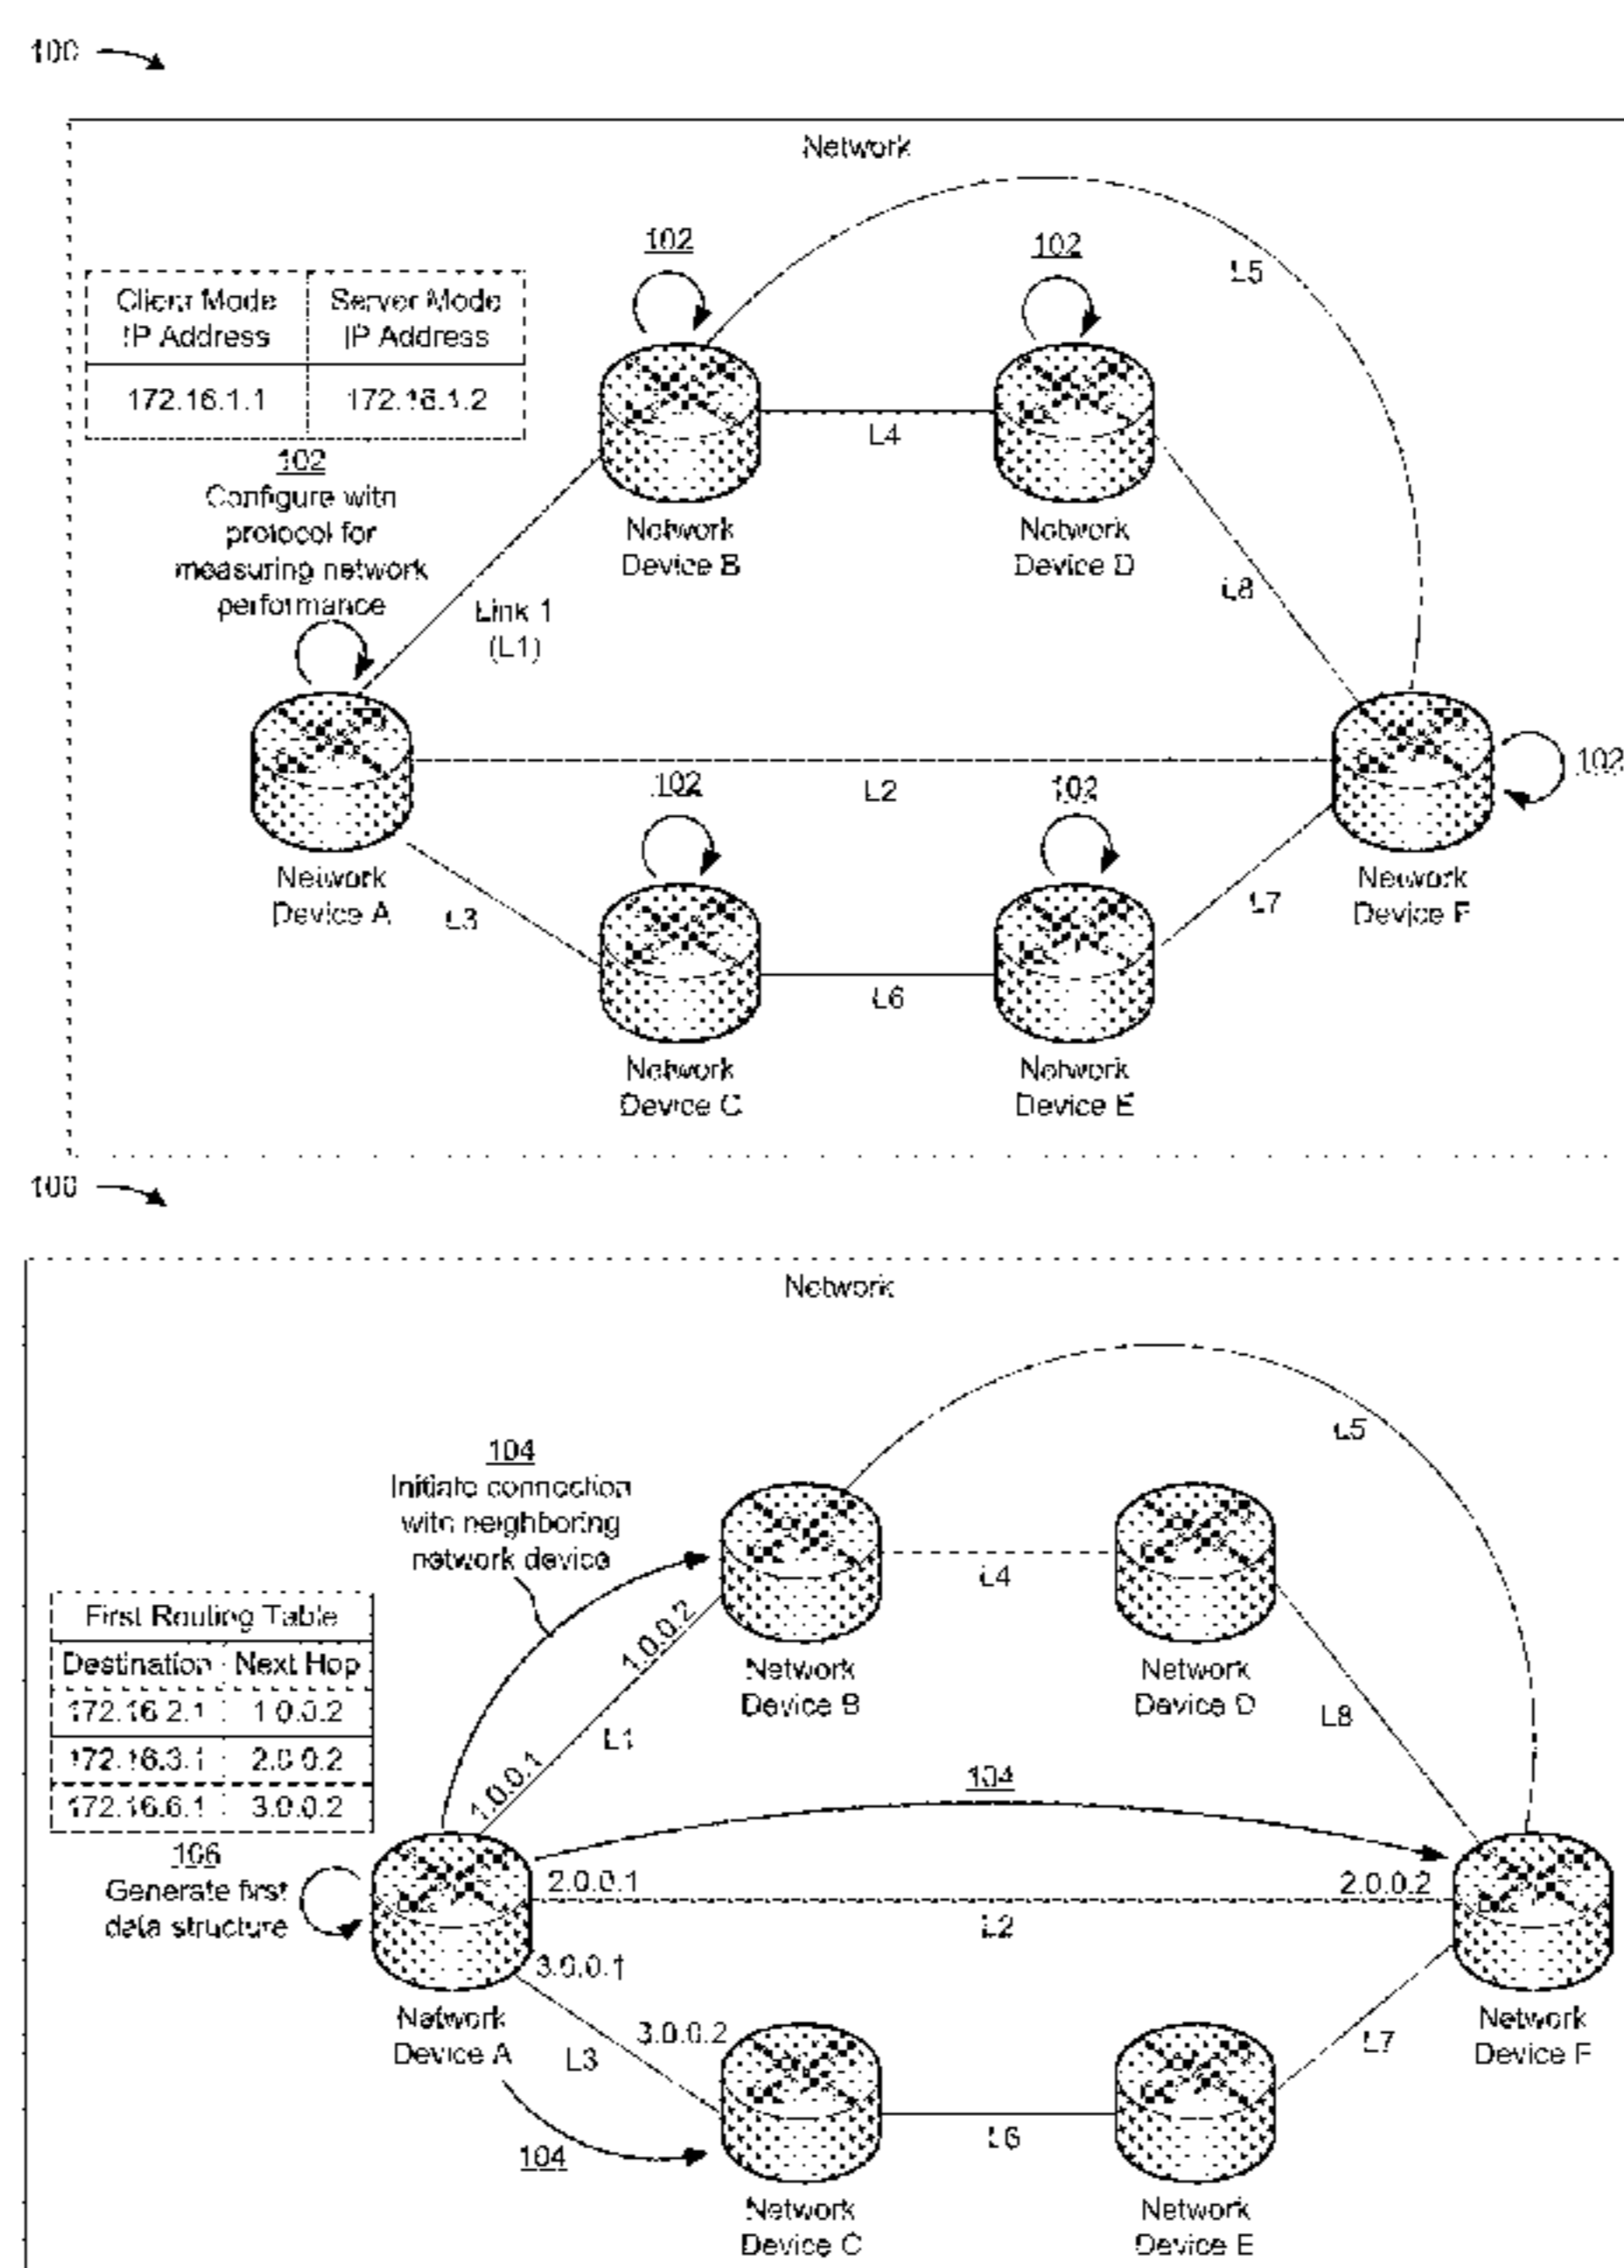 100
Network
102
102
L5
Client Mode
IP Address
Server Mode
IP Address
172.16.1.1
172.16.1.2
L4
102
Configure with
protocol for
measuring network
performance
Network
Device B
Network
Device D
Link 1
(L1)
L8
102
L2
102
102
Network
Device A
L3
L7
Network
Device F
L6
Network
Device C
Network
Device E
100
Network
L5
104
Initiate connection
with neighboring
network device
L4
First Routing Table
Destination Next Hop
172.16.2.1 1.0.0.2
172.16.3.1 2.0.0.2
172.16.6.1 3.0.0.2
1.0.0.2
Network
Device B
Network
Device D
L1
L8
1.0.0.1
104
106
Generate first
data structure
2.0.0.1
2.0.0.2
L2
3.0.0.1
Network
Device A
3.0.0.2
L3
L7
Network
Device F
104
L6
Network
Device C
Network
Device E